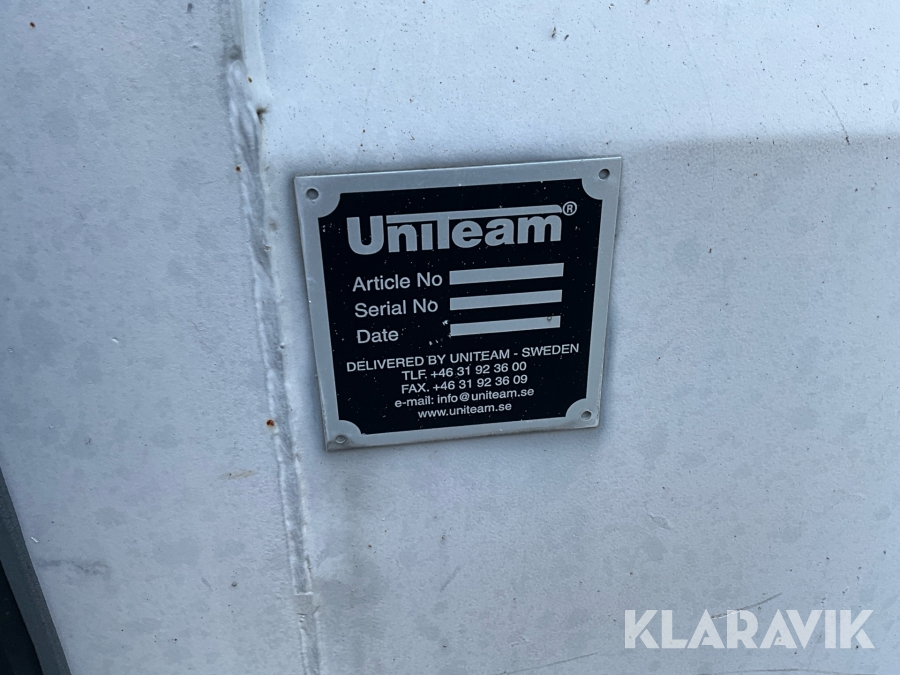 UniTeam®
Article No
Serial No
Date
DELIVERED BY UNITEAM - SWEDEN
TLF. +46 31 92 36 00
FAX. +46 31 92 36 09
e-mail: info@uniteam.se
www.uniteam.se
KLARAVIK